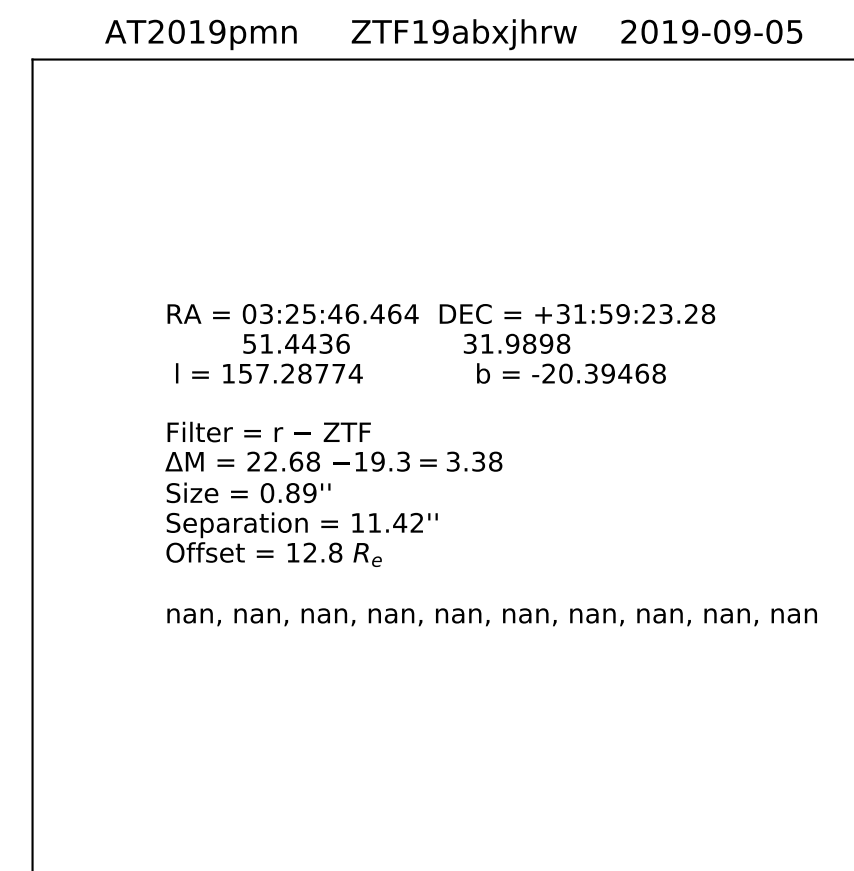 AT2019pmn ZTF19abxjhrw 2019-09-05
RA = 03:25:46.464 DEC = +31:59:23.28
51.4436 31.9898
l = 157.28774 b = -20.39468
Filter = r − ZTF
ΔM = 22.68 −19.3 = 3.38
Size = 0.89''
Separation = 11.42''
Offset = 12.8 Rₑ
nan, nan, nan, nan, nan, nan, nan, nan, nan, nan